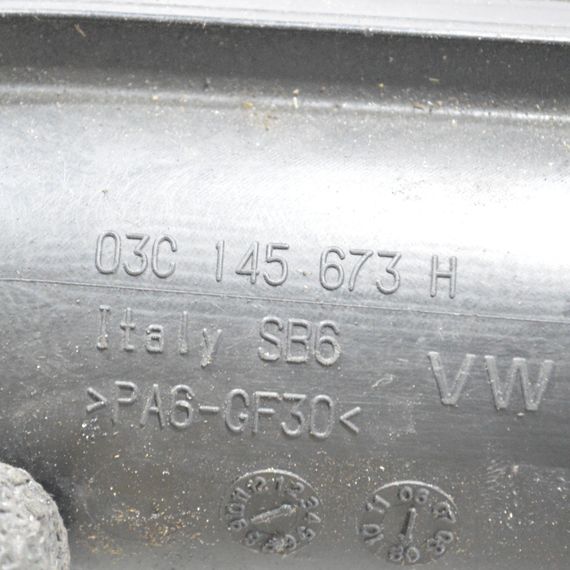 03C 145 673 H
Italy SB6
VW
>PA6-GF30<